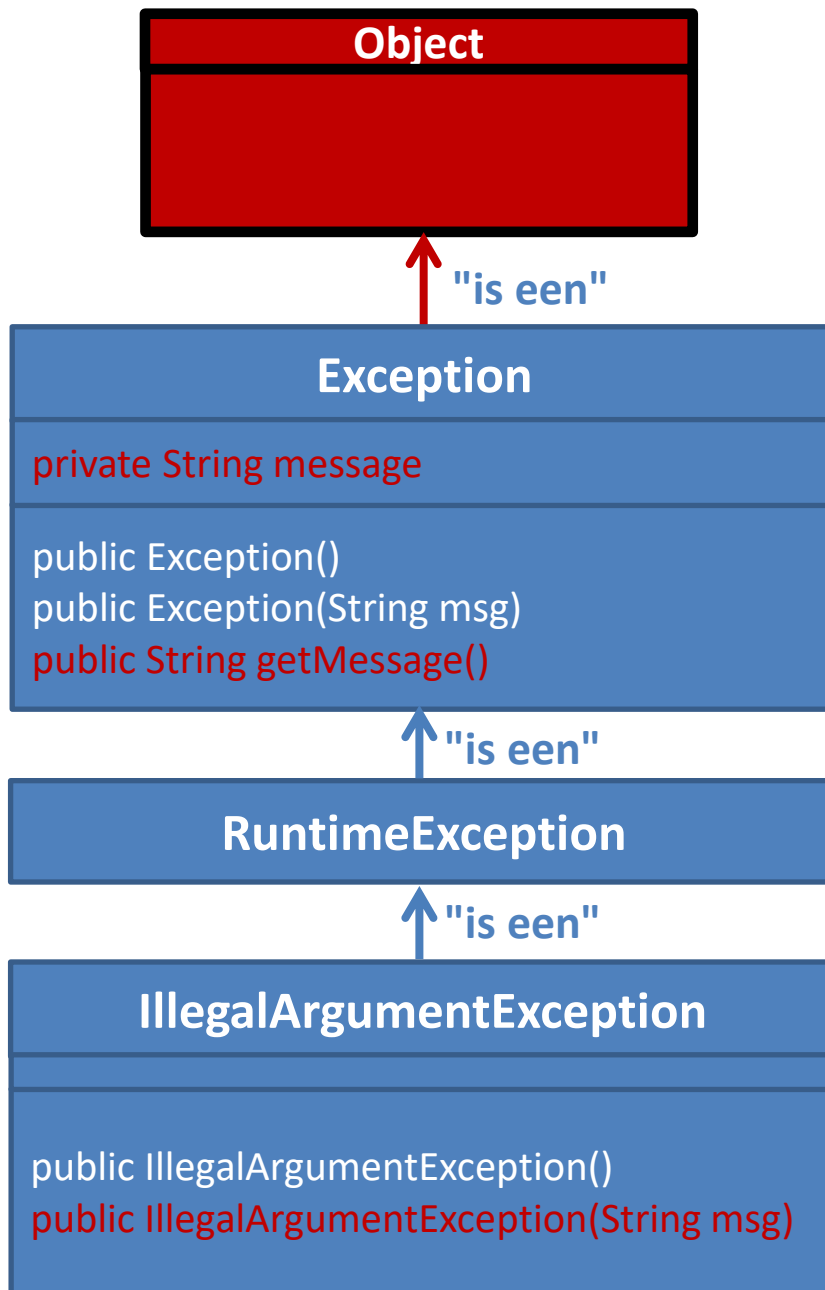 Object
"is een"
Exception
private String message
public Exception()
public Exception(String msg)
public String getMessage()
"is een"
RuntimeException
"is een"
IllegalArgumentException
public IllegalArgumentException()
public IllegalArgumentException(String msg)